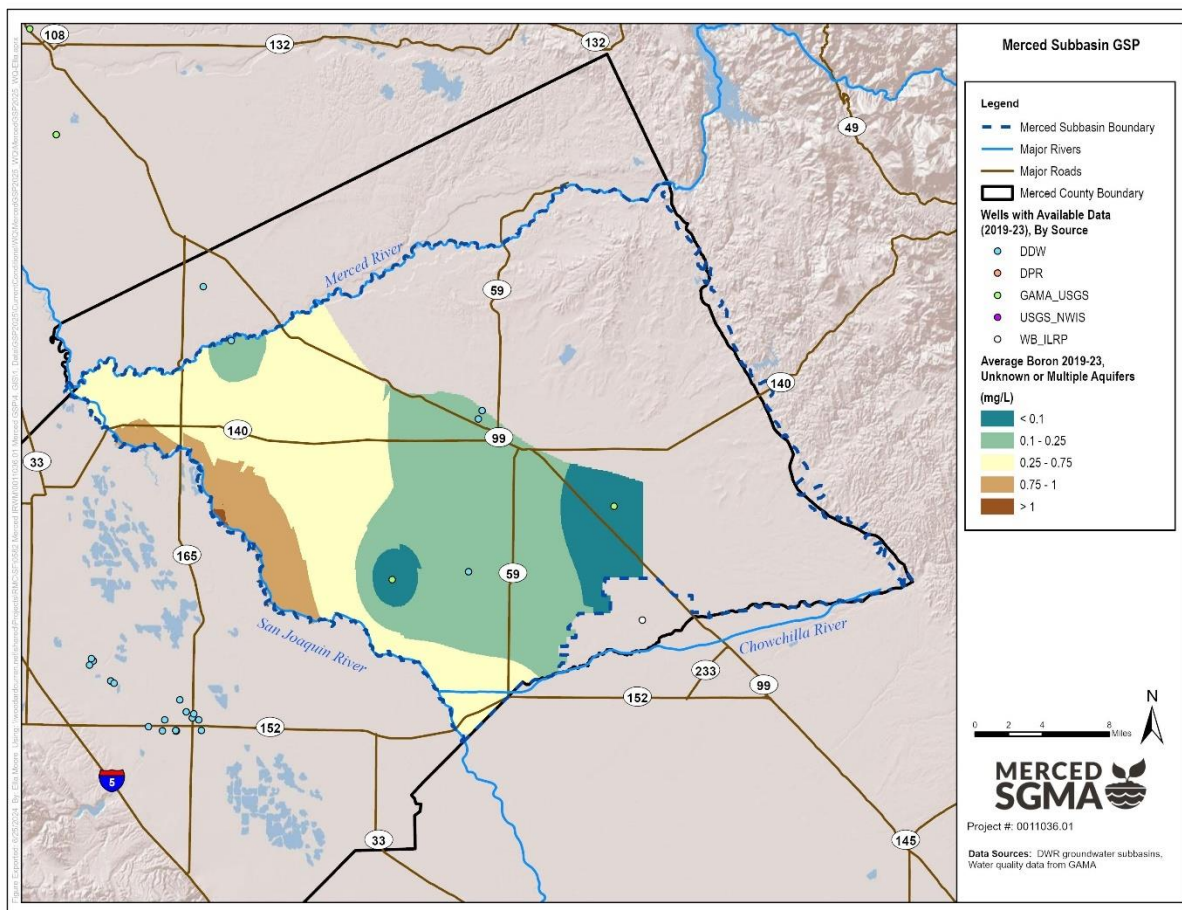 Merced Subbasin GSP
Legend
Merced Subbasin Boundary
Major Rivers
Major Roads
Merced County Boundary
Wells with Available Data
(2019-23), By Source
DDW
DPR
GAMA_USGS
USGS_NWIS
WB_ILRP
Average Boron 2019-23,
Unknown or Multiple Aquifers
(mg/L)
< 0.1
0.1 - 0.25
0.25 - 0.75
0.75 - 1
> 1
N
0 2 4 8
Miles
MERCED
SGMA
Project #: 0011036.01
Data Sources: DWR groundwater subbasins,
Water quality data from GAMA
108
132
132
49
Merced River
59
140
140
99
33
165
59
San Joaquin River
Chowchilla River
233
99
152
152
5
33
145